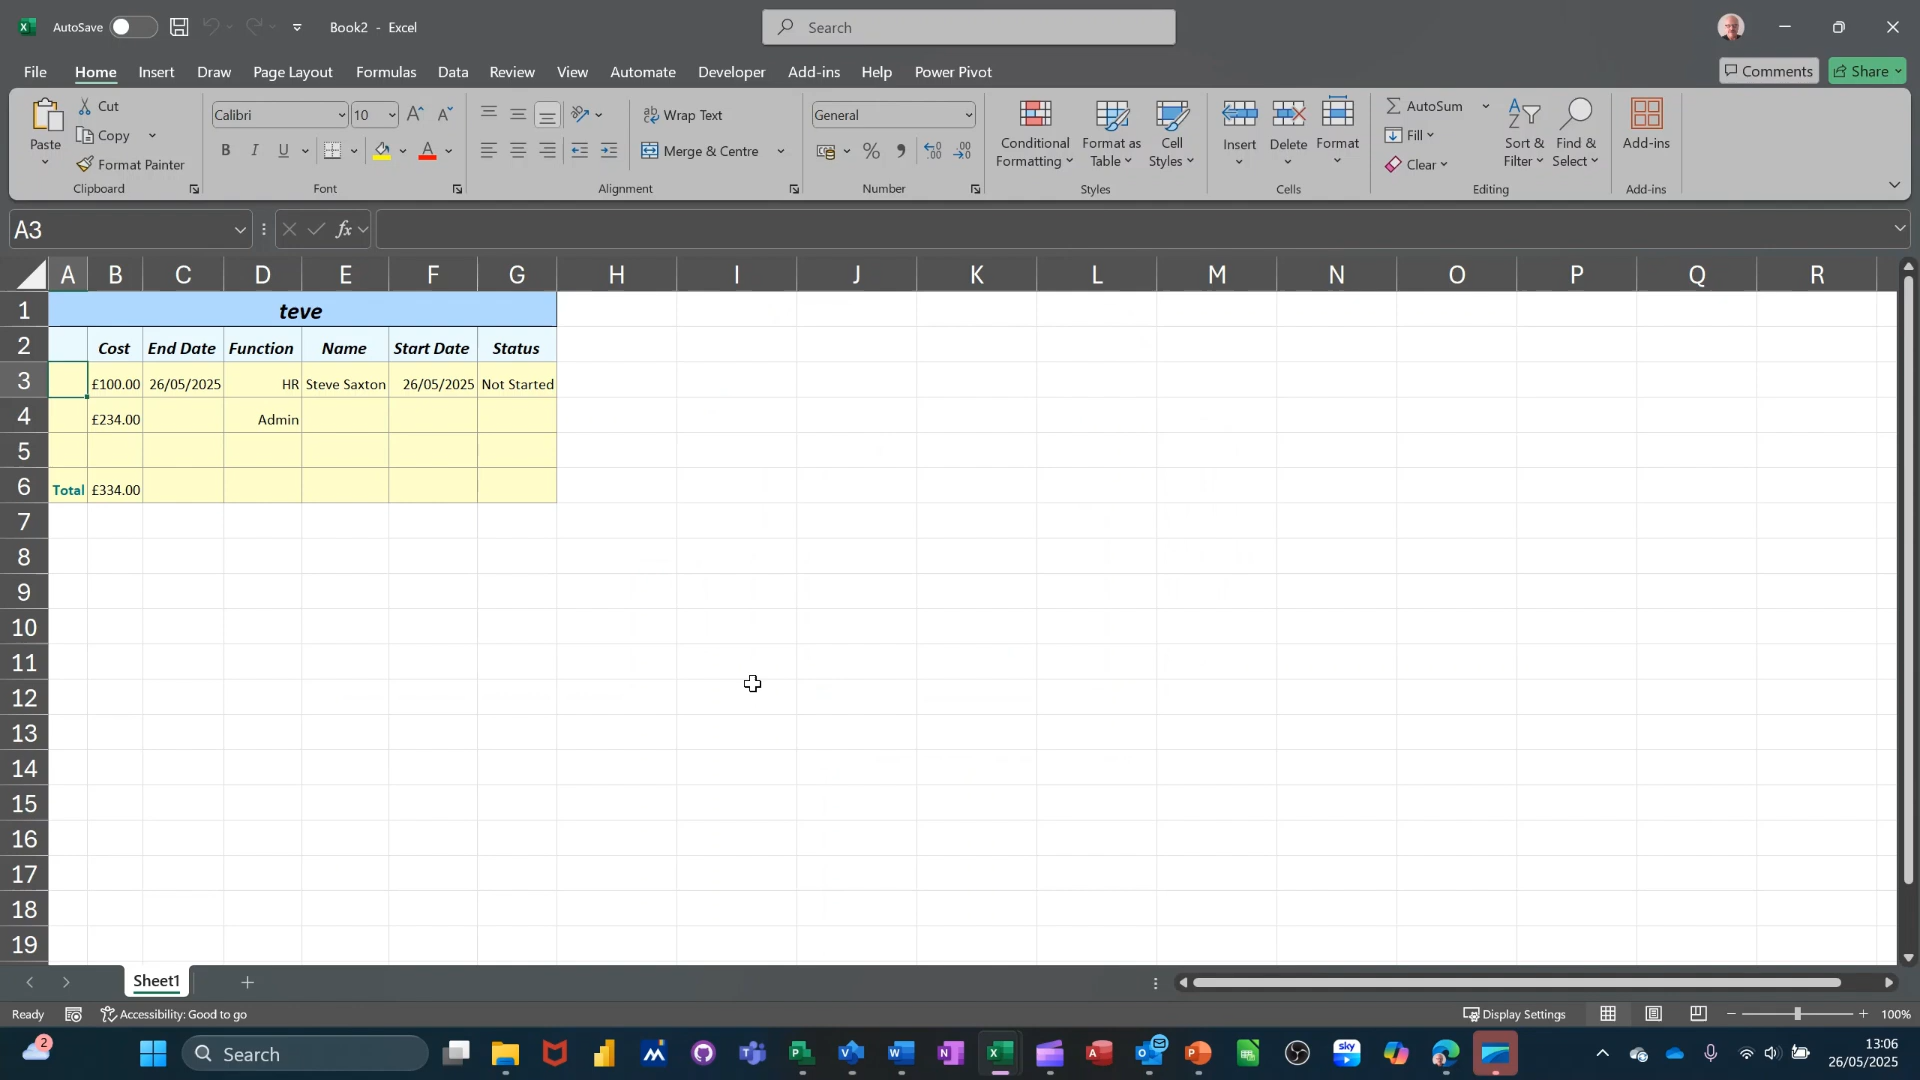 AutoSave
Book2 - Excel
Search
File Home Insert Draw Page Layout Formulas Data Review View Automate Developer Add-ins Help Power Pivot
Comments
Share
Paste
Cut
Copy
Format Painter
Clipboard
Calibri
10
B I U
A
Font
Wrap Text
Merge & Centre
Alignment
General
%
Number
Conditional Formatting
Format as Table
Cell Styles
Styles
Insert
Delete
Format
Cells
AutoSum
Fill
Clear
Sort & Filter
Find & Select
Editing
Add-ins
Add-ins
A3
fx
A B C D E F G H I J K L M N O P Q R
1 teve
2 Cost End Date Function Name Start Date Status
3 £100.00 26/05/2025 HR Steve Saxton 26/05/2025 Not Started
4 £234.00 Admin
5
6 Total £334.00
7
8
9
10
11
12
13
14
15
16
17
18
19
Sheet1
Ready
Accessibility: Good to go
Display Settings
100%
2
Search
sky
13:06
26/05/2025